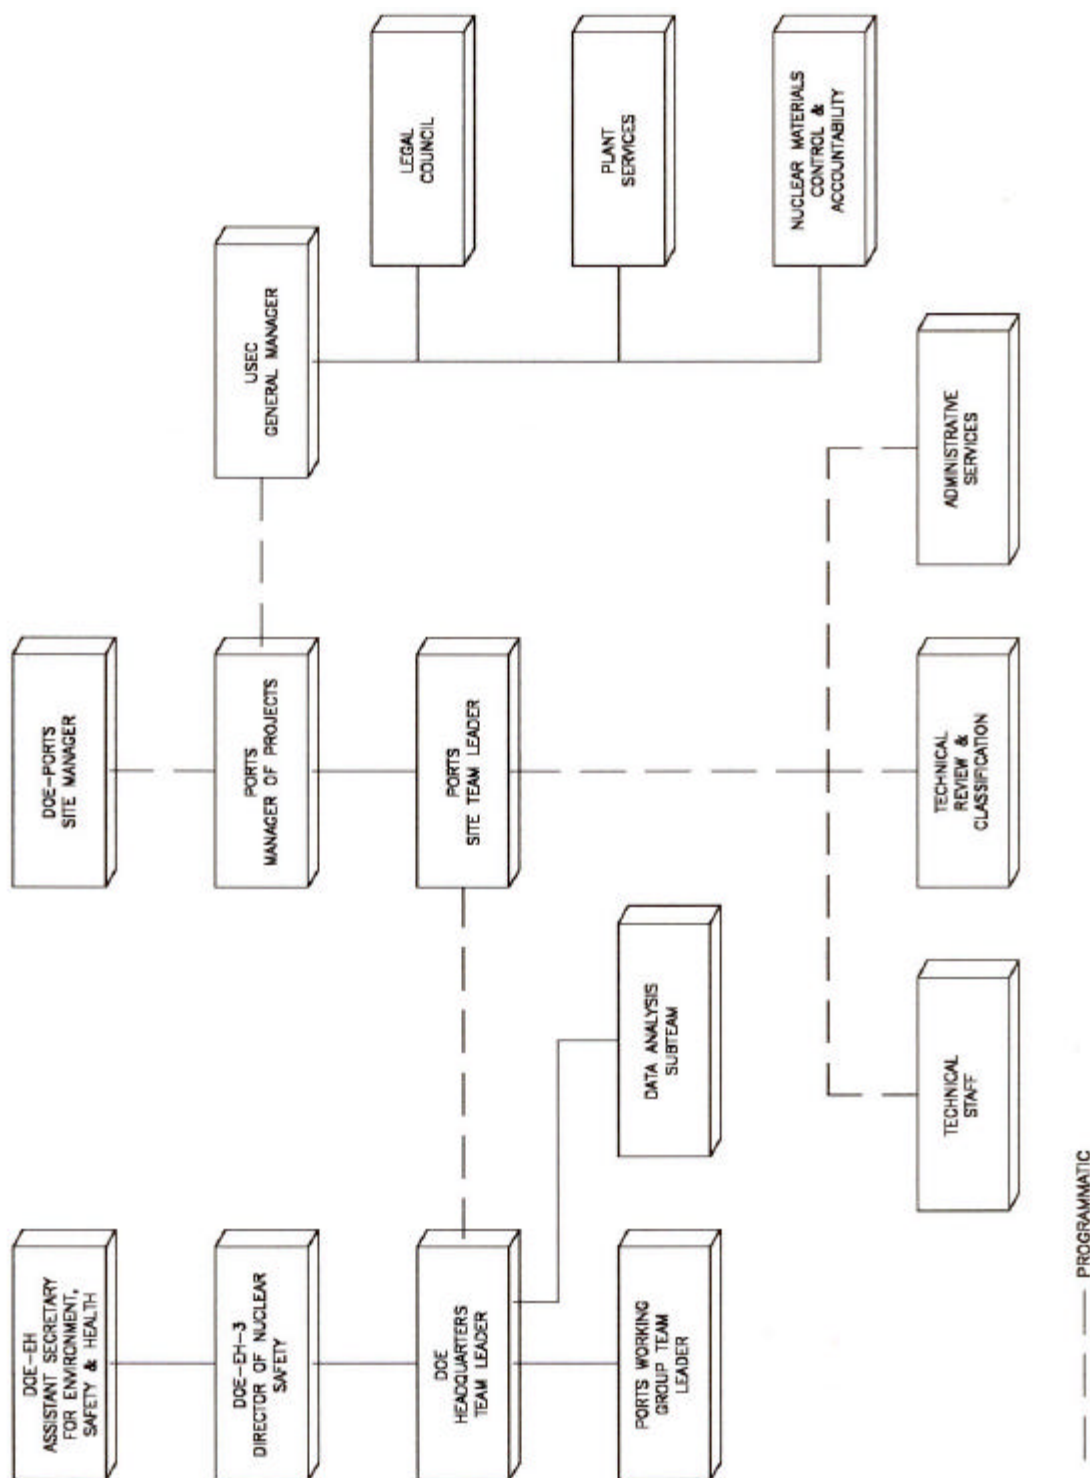 DOE-EH
ASSISTANT SECRETARY
FOR ENVIRONMENT,
SAFETY & HEALTH
DOE-PORTS
SITE MANAGER
DOE-EH-3
DIRECTOR OF NUCLEAR
SAFETY
PORTS
MANAGER OF PROJECTS
USEC
GENERAL MANAGER
DOE
HEADQUARTERS
TEAM LEADER
PORTS
SITE TEAM LEADER
LEGAL
COUNCIL
PORTS WORKING
GROUP TEAM
LEADER
DATA ANALYSIS
SUBTEAM
PLANT
SERVICES
NUCLEAR MATERIALS
CONTROL &
ACCOUNTABILITY
TECHNICAL
STAFF
TECHNICAL
REVIEW &
CLASSIFICATION
ADMINISTRATIVE
SERVICES
PROGRAMMATIC